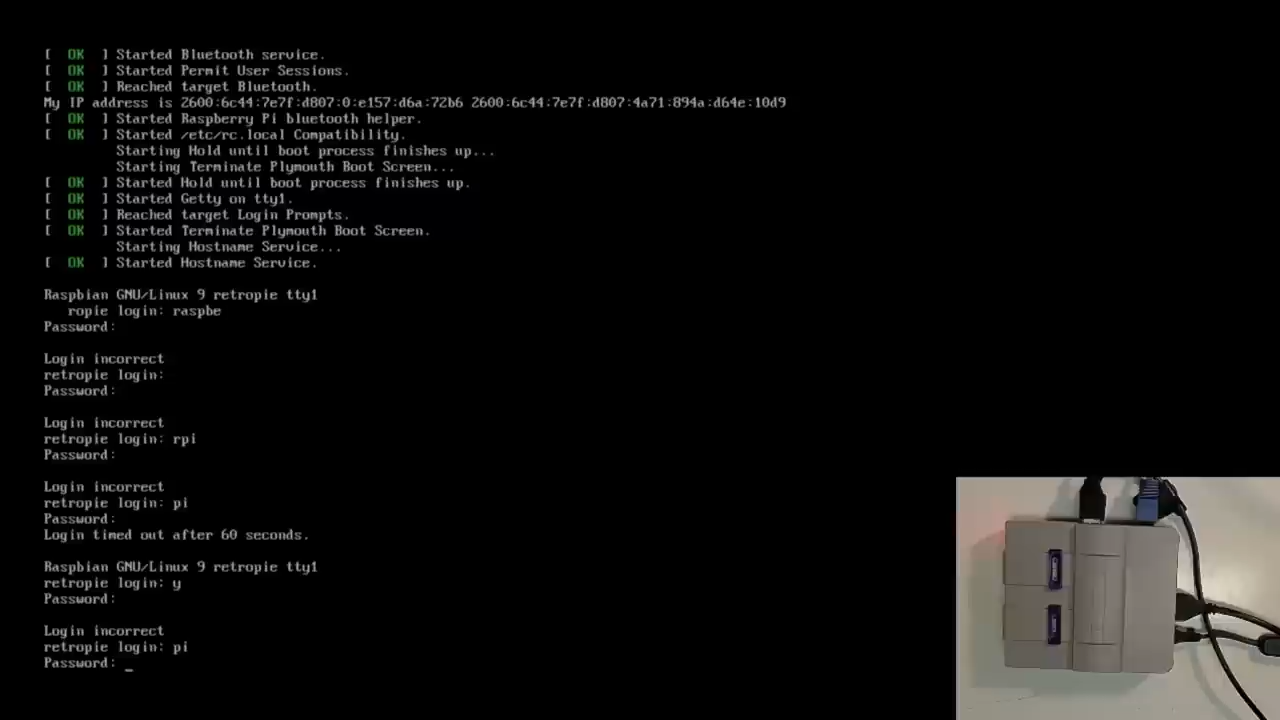 [  OK  ] Started Bluetooth service.
[  OK  ] Started Permit User Sessions.
[  OK  ] Reached target Bluetooth.
My IP address is 2600:6c44:7e7f:d807:0:e157:d6a:72b6 2600:6c44:7e7f:d807:4a71:894a:d64e:10d9
[  OK  ] Started Raspberry Pi bluetooth helper.
[  OK  ] Started /etc/rc.local Compatibility.
Starting Hold until boot process finishes up...
Starting Terminate Plymouth Boot Screen...
[  OK  ] Started Hold until boot process finishes up.
[  OK  ] Started Getty on tty1.
[  OK  ] Reached target Login Prompts.
[  OK  ] Started Terminate Plymouth Boot Screen.
Starting Hostname Service...
[  OK  ] Started Hostname Service.
Raspbian GNU/Linux 9 retropie tty1
ropie login: raspbe
Password:
Login incorrect
retropie login:
Password:
Login incorrect
retropie login: rpi
Password:
Login incorrect
retropie login: pi
Password:
Login timed out after 60 seconds.
Raspbian GNU/Linux 9 retropie tty1
retropie login: y
Password:
Login incorrect
retropie login: pi
Password: _